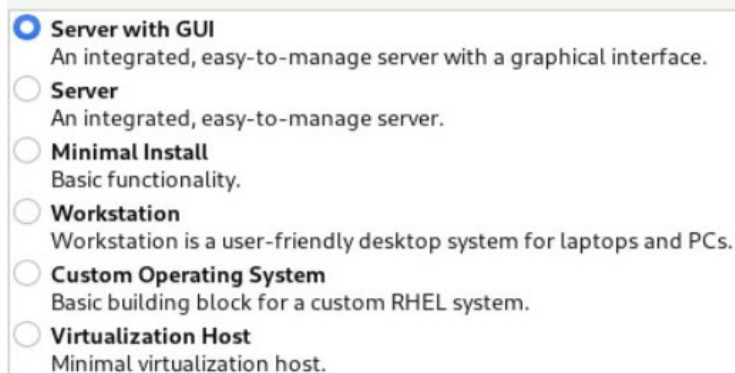 Server with GUI
An integrated, easy-to-manage server with a graphical interface.
Server
An integrated, easy-to-manage server.
Minimal Install
Basic functionality.
Workstation
Workstation is a user-friendly desktop system for laptops and PCs.
Custom Operating System
Basic building block for a custom RHEL system.
Virtualization Host
Minimal virtualization host.